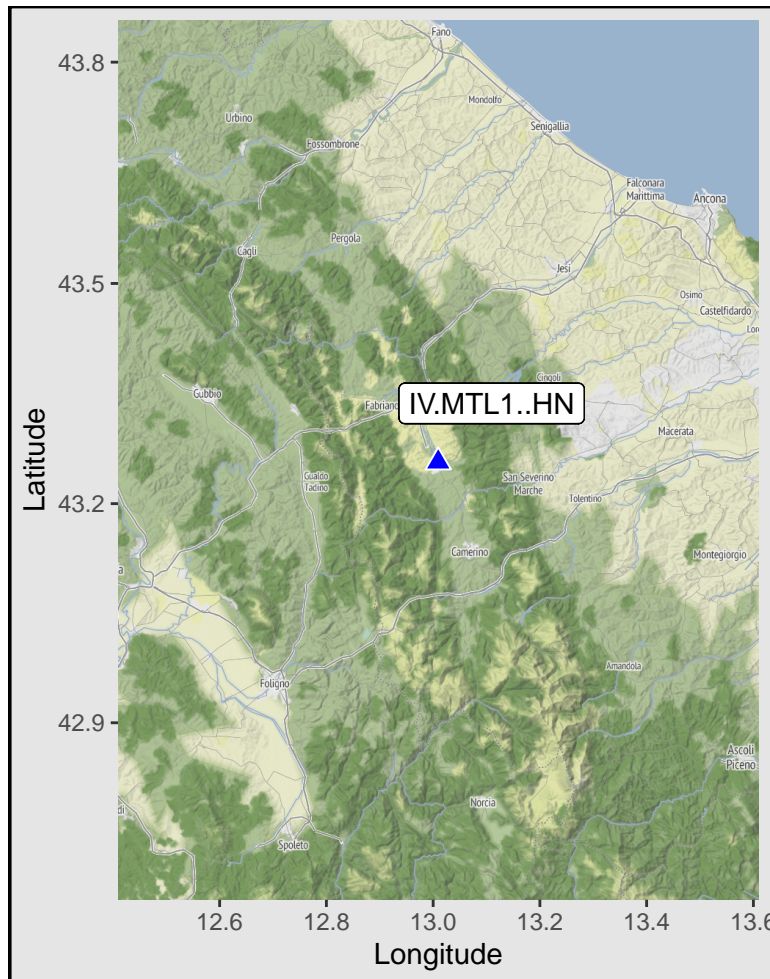 Fano
43.8
Mondolfo
Urbino
Senigallia
Fossombrone
Falconara
Marittima
Ancona
Pergola
Cagli
Jesi
43.5
Osimo
Castelfidardo
Lor
Cingoli
Gubbio
Fabriano
IV.MTL1..HN
Macerata
Latitude
Gualdo
Tadino
San Severino
Marche
43.2
Tolentino
Camerino
Montegiorgio
a
Amandola
Foligno
42.9
Ascoli
Piceno
Norcia
di
Spoleto
12.6
12.8
13.0
13.2
13.4
13.6
Longitude